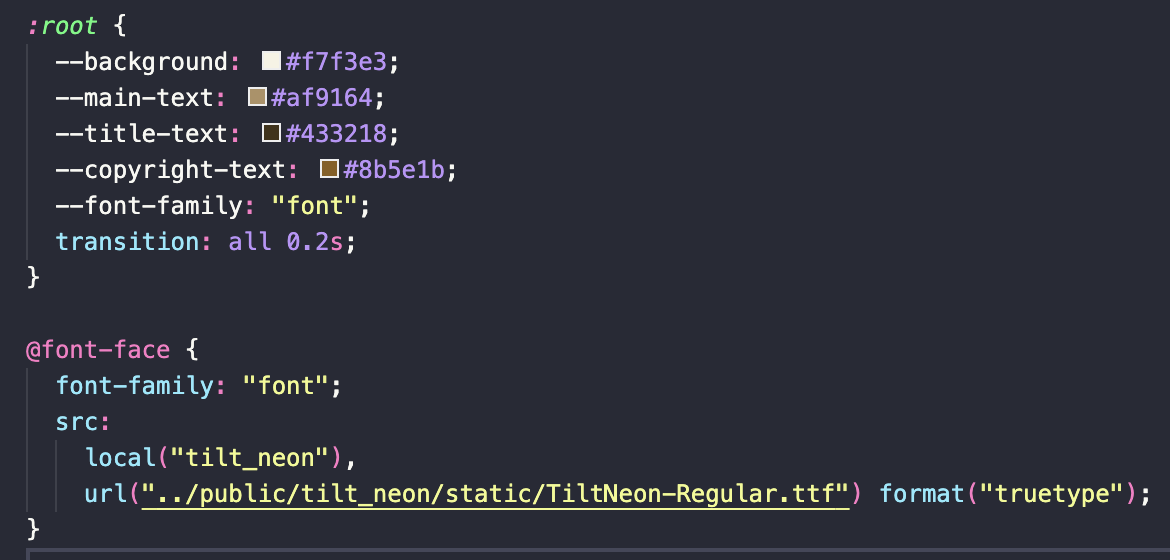 :root {
--background: #f7f3e3;
--main-text: #af9164;
--title-text: #433218;
--copyright-text: #8b5e1b;
--font-family: "font";
transition: all 0.2s;
}
@font-face {
font-family: "font";
src:
local("tilt_neon"),
url("../public/tilt_neon/static/TiltNeon-Regular.ttf") format("truetype");
}